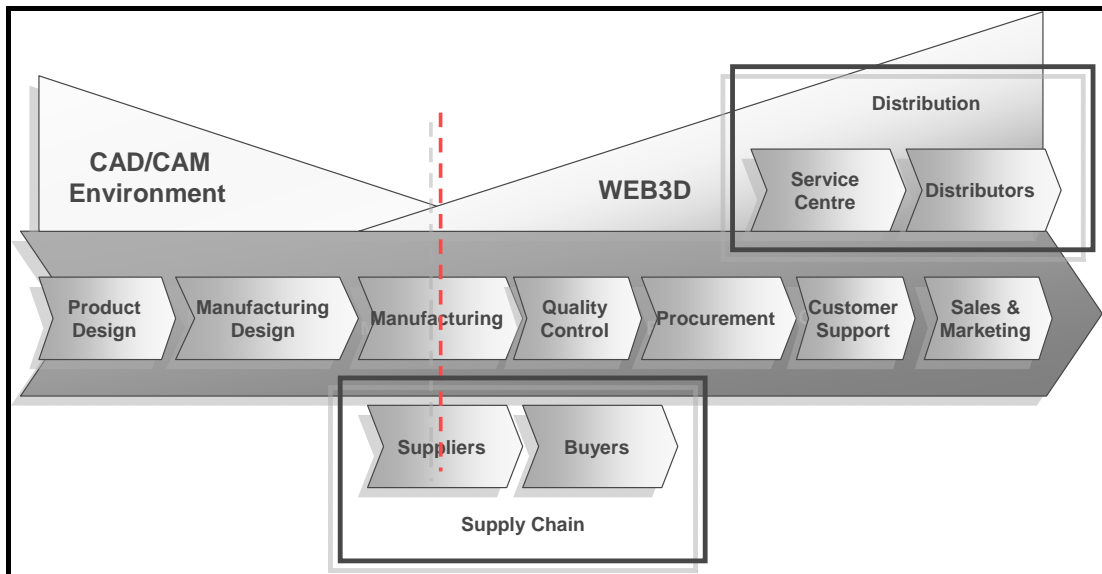 Distribution
CAD/CAM
Environment
WEB3D
Service
Centre
Distributors
Product
Design
Manufacturing
Design
Manufacturing
Quality
Control
Procurement
Customer
Support
Sales &
Marketing
Suppliers
Buyers
Supply Chain